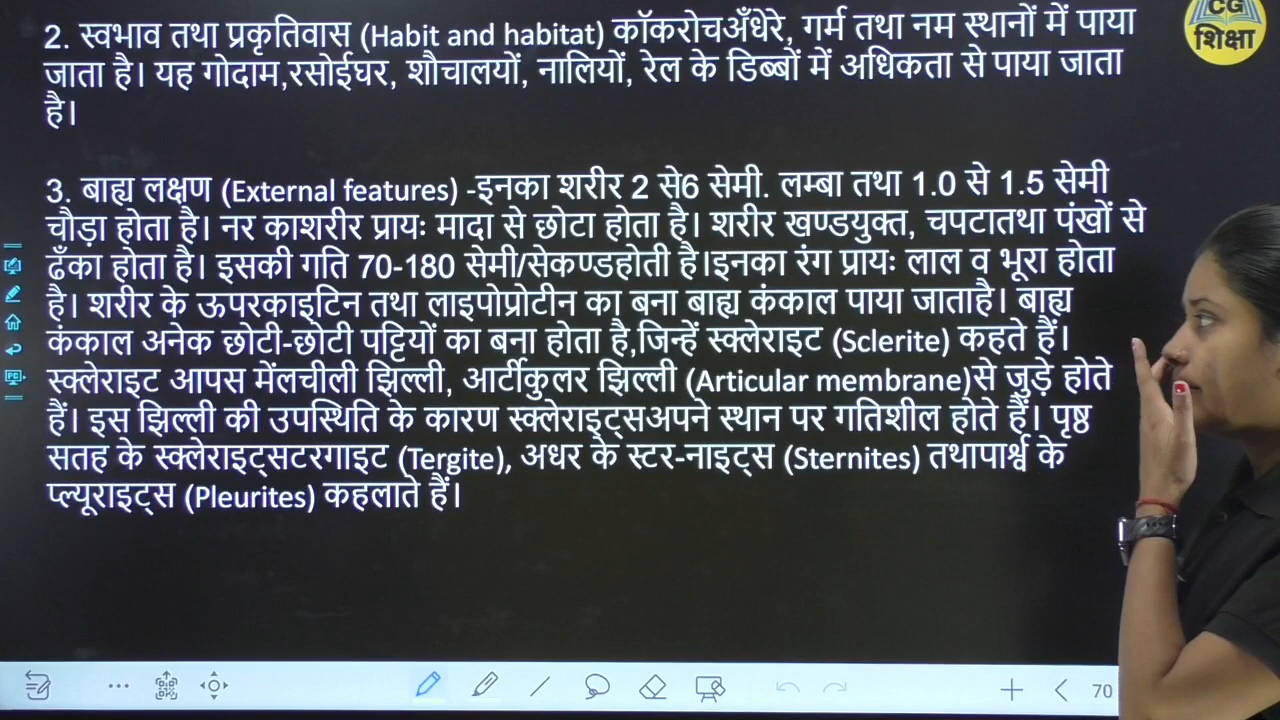 2. स्वभाव तथा प्रकृतिवास (Habit and habitat) कॉकरोचअँधेरे, गर्म तथा नम स्थानों में पाया
जाता है। यह गोदाम,रसोईघर, शौचालयों, नालियों, रेल के डिब्बों में अधिकता से पाया जाता
है।
3. बाह्य लक्षण (External features) -इनका शरीर 2 से6 सेमी. लम्बा तथा 1.0 से 1.5 सेमी
चौड़ा होता है। नर काशरीर प्रायः मादा से छोटा होता है। शरीर खण्डयुक्त, चपटातथा पंखों से
ढँका होता है। इसकी गति 70-180 सेमी/सेकण्डहोती है।इनका रंग प्रायः लाल व भूरा होता
है। शरीर के ऊपरकाइटिन तथा लाइपोप्रोटीन का बना बाह्य कंकाल पाया जाताहै। बाह्य
कंकाल अनेक छोटी-छोटी पट्टियों का बना होता है,जिन्हें स्क्लेराइट (Sclerite) कहते हैं।
स्क्लेराइट आपस मेंलचीली झिल्ली, आर्टीकुलर झिल्ली (Articular membrane)से जुड़े होते
हैं। इस झिल्ली की उपस्थिति के कारण स्क्लेराइट्सअपने स्थान पर गतिशील होते हैं। पृष्ठ
सतह के स्क्लेराइट्सटरगाइट (Tergite), अधर के स्टर-नाइट्स (Sternites) तथापार्श्व के
प्ल्यूराइट्स (Pleurites) कहलाते हैं।
CG
शिक्षा
PC
70